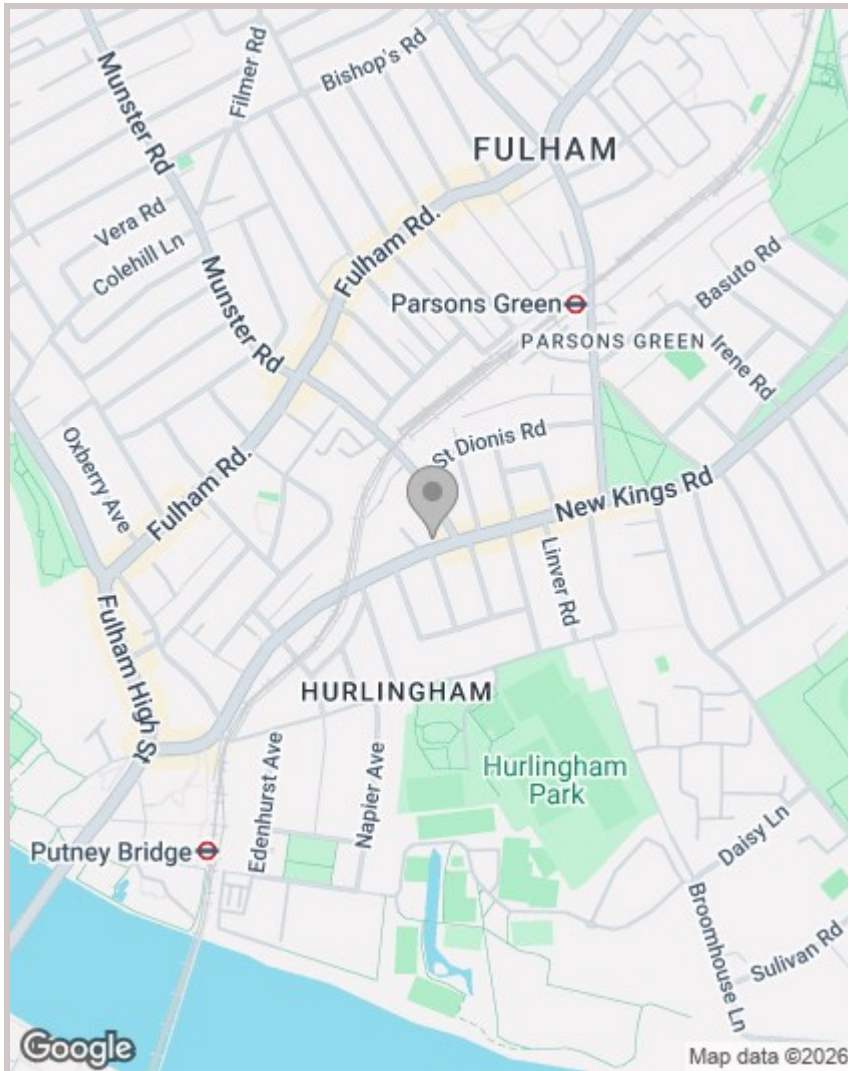 Munster Rd
Filmer Rd
Bishop's Rd
FULHAM
Vera Rd
Colehill Ln
Fulham Rd.
Munster Rd
Parsons Green
Basuto Rd
PARSONS GREEN
Irene Rd
Oxberry Ave
St Dionis Rd
Fulham Rd.
New Kings Rd
Linver Rd
Fulham High St
HURLINGHAM
Edenhurst Ave
Napier Ave
Hurlingham
Park
Putney Bridge
Daisy Ln
Broomhouse Ln
Sulivan Rd
Google
Map data ©2026